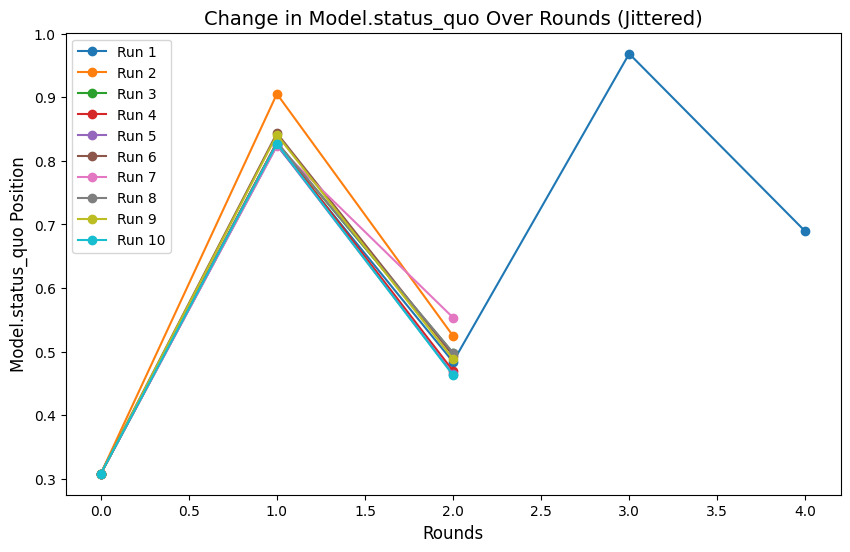 Change in Model.status_quo Over Rounds (Jittered)
Model.status_quo Position
1.0
0.9
0.8
0.7
0.6
0.5
0.4
0.3
Run 1
Run 2
Run 3
Run 4
Run 5
Run 6
Run 7
Run 8
Run 9
Run 10
0.0 0.5 1.0 1.5 2.0 2.5 3.0 3.5 4.0
Rounds